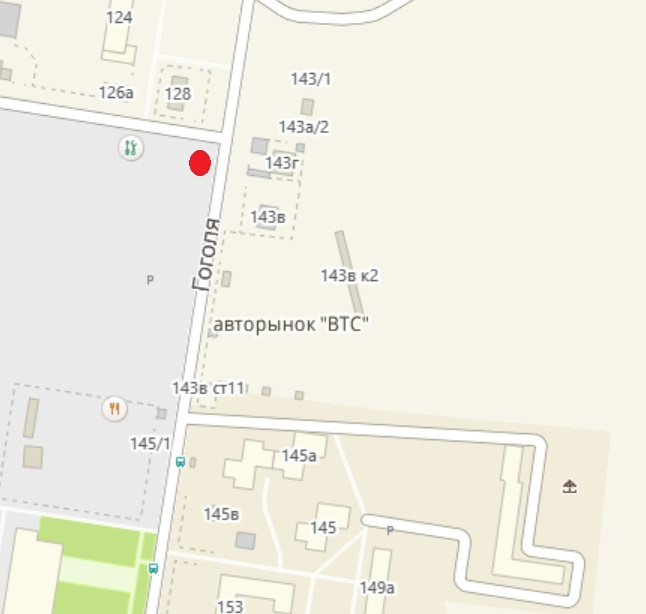 124
143/1
126а
128
143а/2
143г
143в
Гоголя
143в к2
Р
авторынок "ВТС"
143в ст11
145/1
145а
145в
145
Р
149а
153